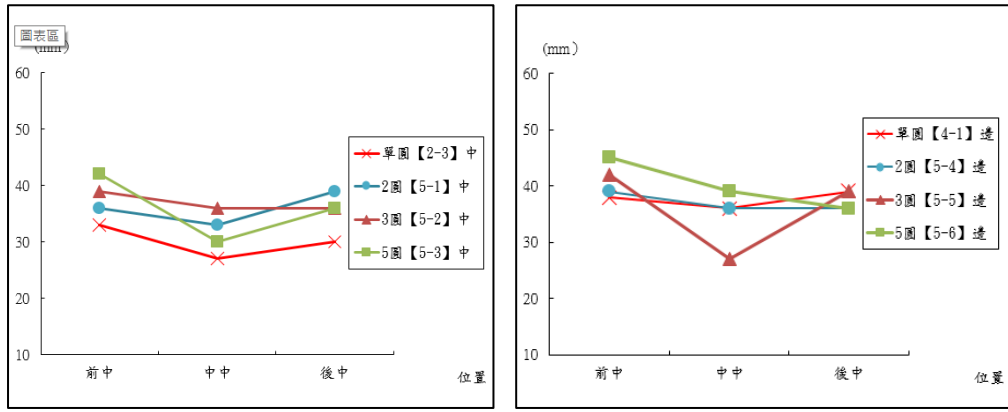 圖表區
(mm)
60
50
40
30
20
10
前中
中中
後中
位置
單圓【2-3】中
2圓【5-1】中
3圓【5-2】中
5圓【5-3】中
(mm)
60
50
40
30
20
10
前中
中中
後中
位置
單圓【4-1】邊
2圓【5-4】邊
3圓【5-5】邊
5圓【5-6】邊